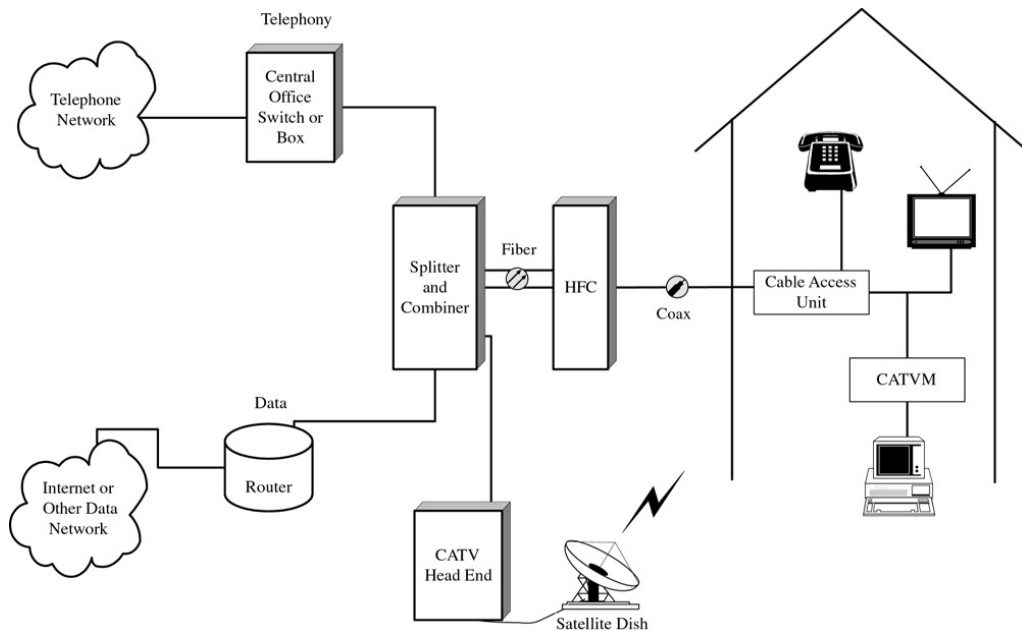 Telephony
Central
Office
Switch or
Box
Telephone
Network
Splitter
and
Combiner
Fiber
HFC
Coax
Cable Access
Unit
CATVM
Data
Router
Internet or
Other Data
Network
CATV
Head End
Satellite Dish